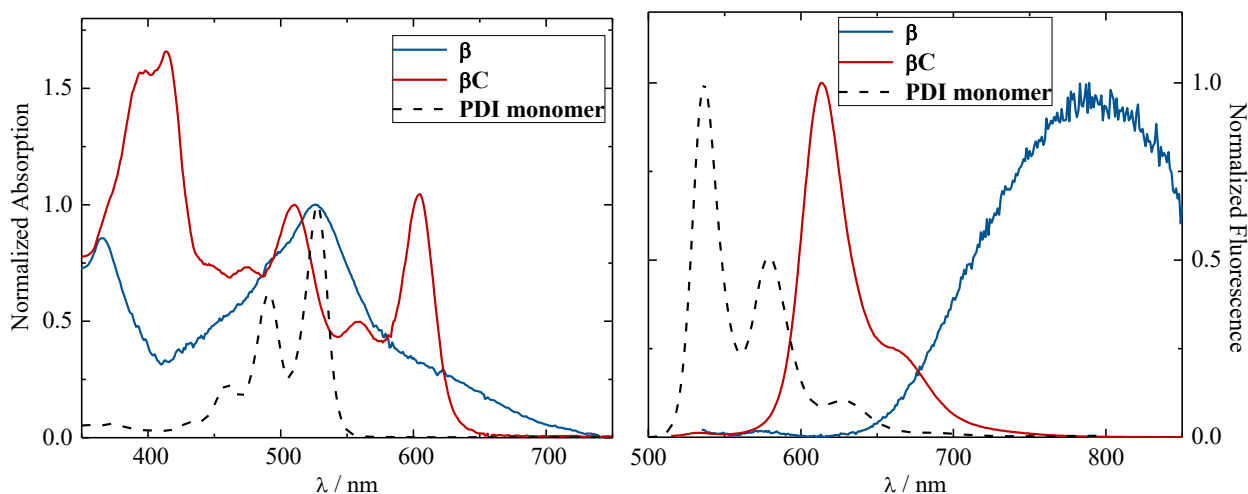 β
βC
PDI monomer
1.5
1.0
0.5
0.0
Normalized Absorption
400
500
600
700
λ / nm
β
βC
PDI monomer
1.0
0.5
0.0
Normalized Fluorescence
500
600
700
800
λ / nm